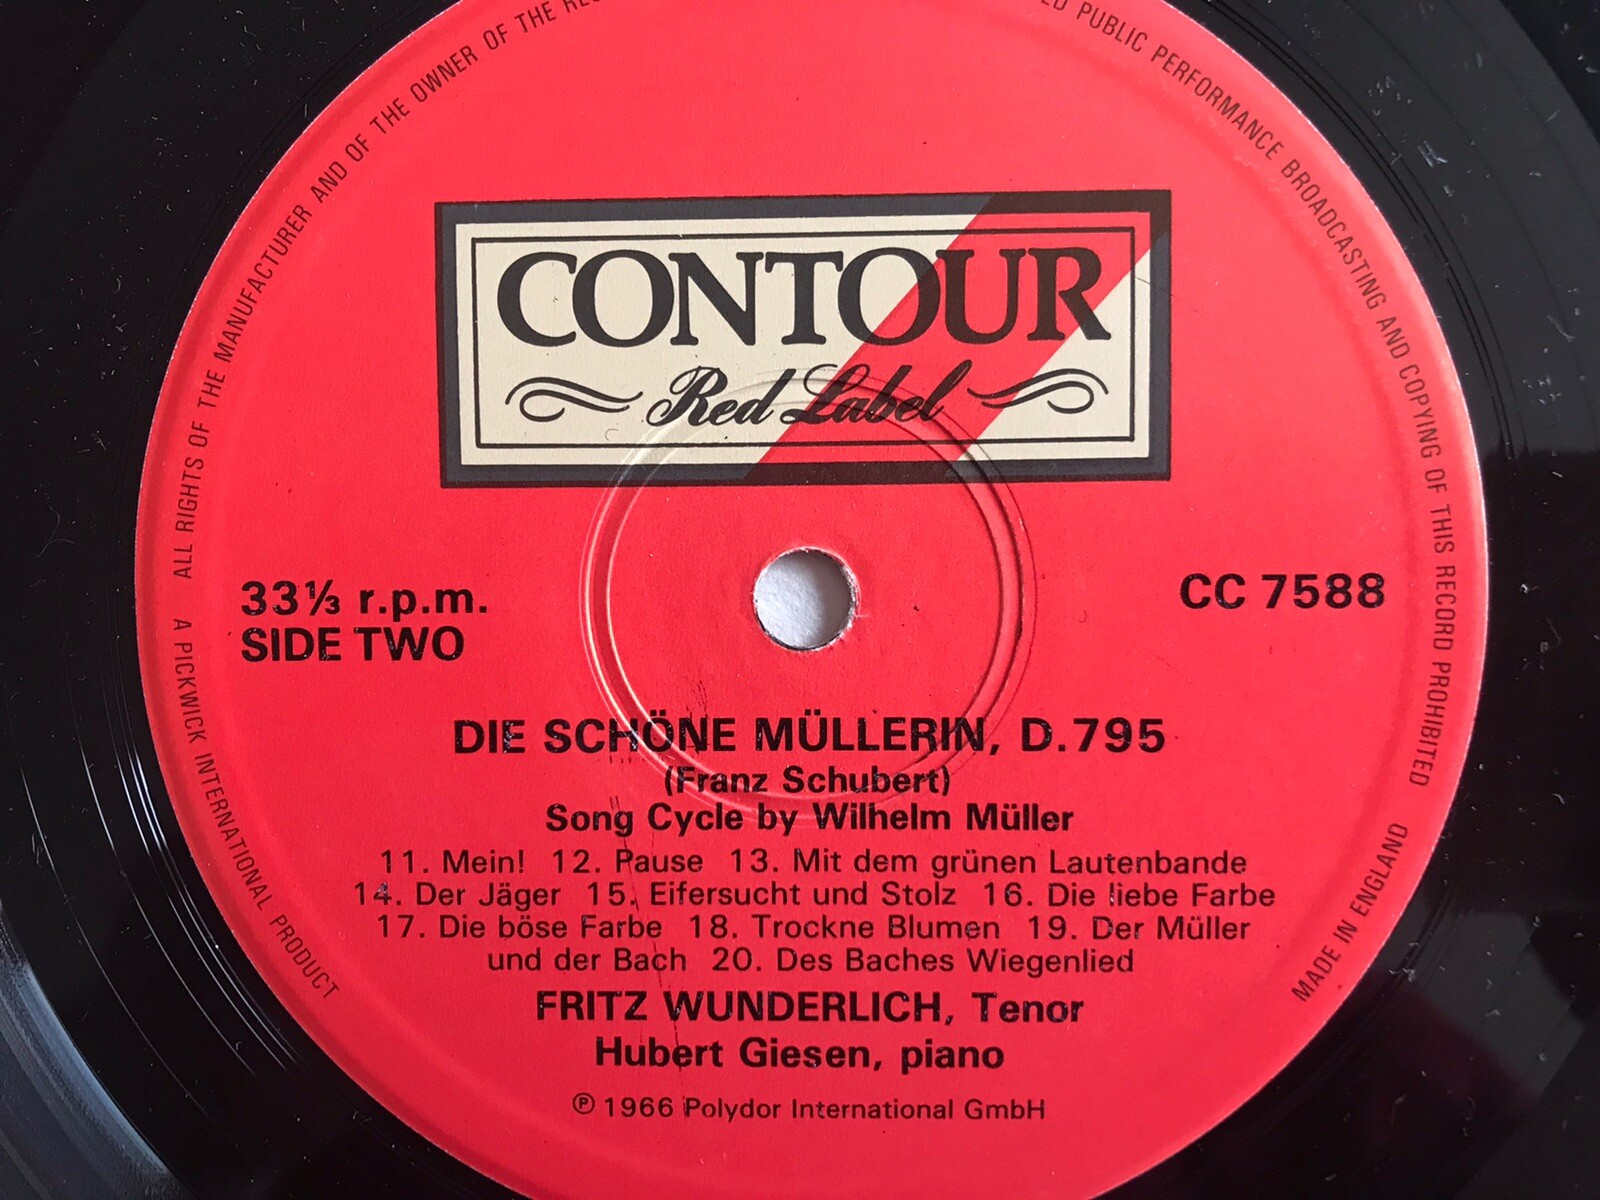 ALL RIGHTS OF THE MANUFACTURER AND OF THE OWNER OF THE
PUBLIC PERFORMANCE BROADCASTING AND COPYING OF THIS RECORD PROHIBITED
CONTOUR
Red Label
33⅓ r.p.m.
SIDE TWO
CC 7588
DIE SCHÖNE MÜLLERIN, D.795
(Franz Schubert)
Song Cycle by Wilhelm Müller
11. Mein! 12. Pause 13. Mit dem grünen Lautenbande
14. Der Jäger 15. Eifersucht und Stolz 16. Die liebe Farbe
17. Die böse Farbe 18. Trockne Blumen 19. Der Müller
und der Bach 20. Des Baches Wiegenlied
FRITZ WUNDERLICH, Tenor
Hubert Giesen, piano
℗ 1966 Polydor International GmbH
A PICKWICK INTERNATIONAL PRODUCT
MADE IN ENGLAND